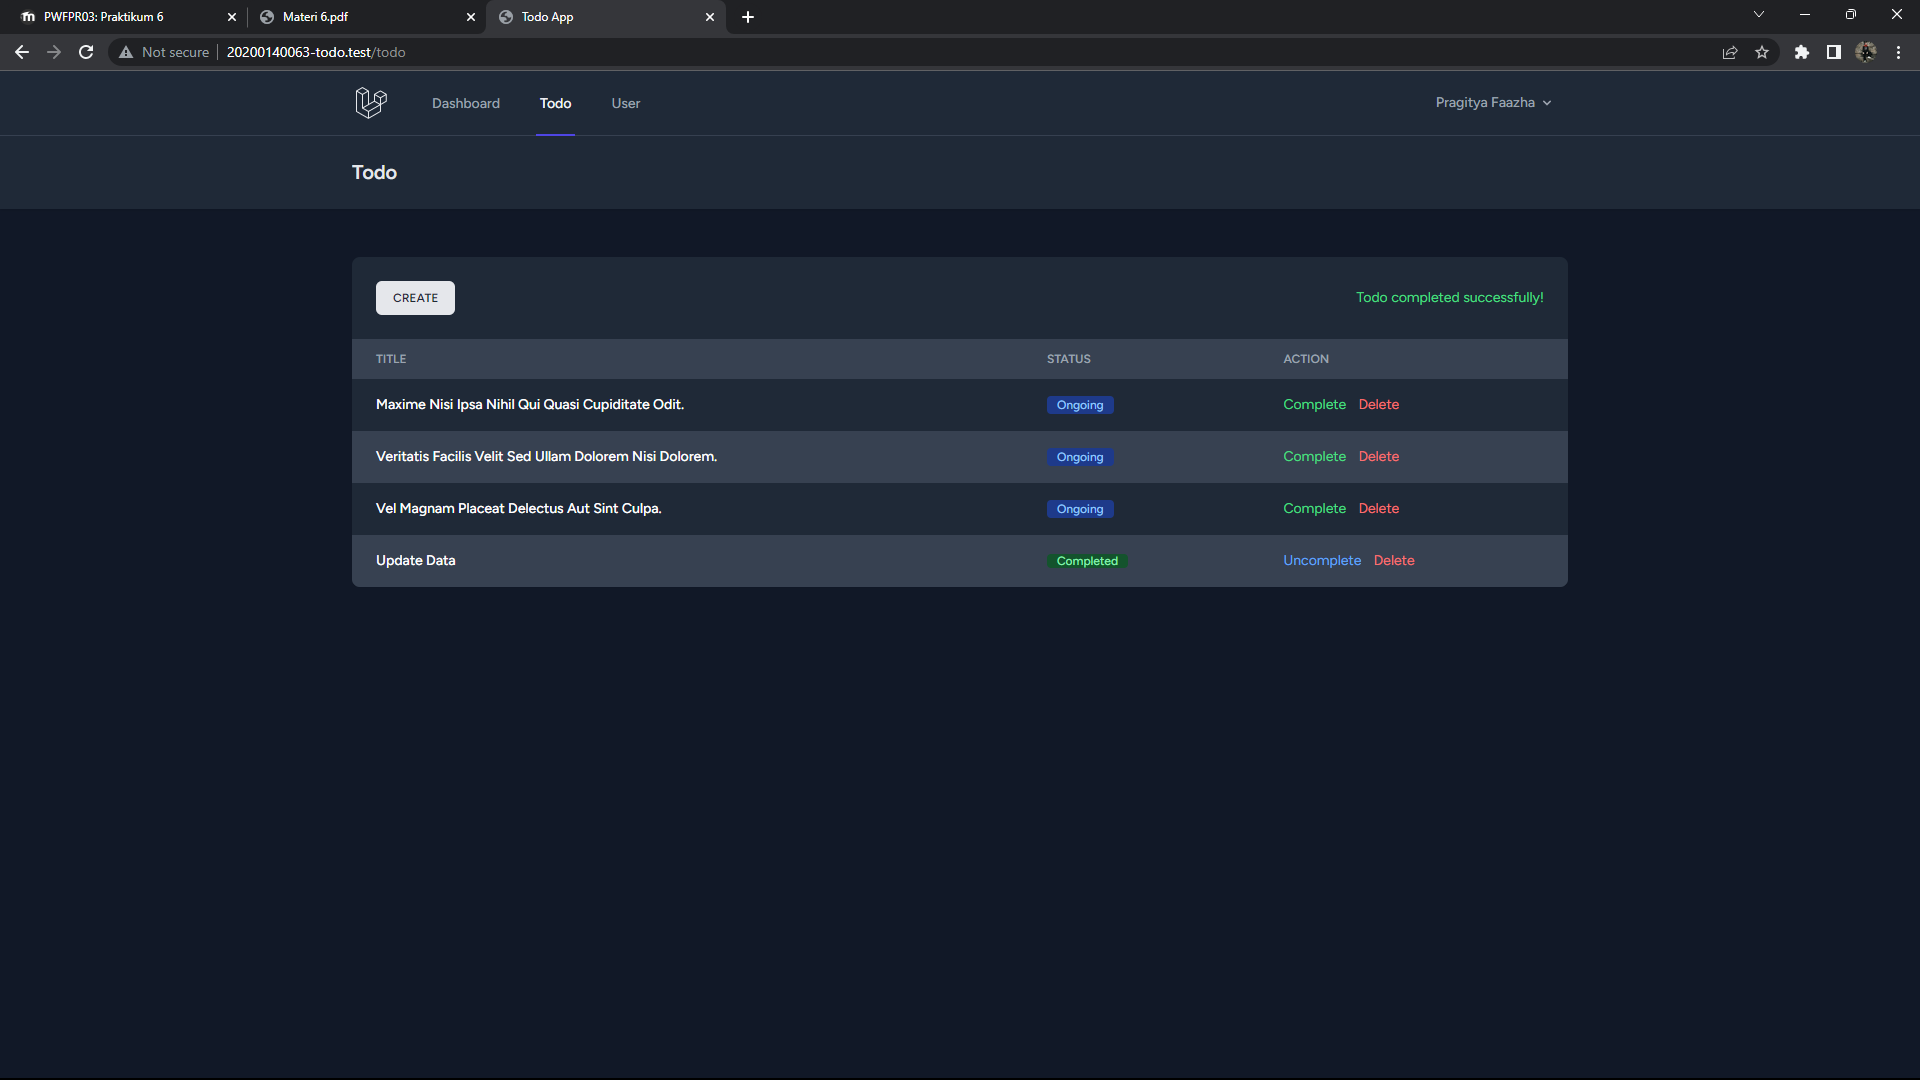 PWFPR03: Praktikum 6
Materi 6.pdf
Todo App
Not secure 20200140063-todo.test/todo
Dashboard Todo User Pragitya Faazha
Todo
CREATE Todo completed successfully!
TITLE STATUS ACTION
Maxime Nisi Ipsa Nihil Qui Quasi Cupiditate Odit. Ongoing Complete Delete
Veritatis Facilis Velit Sed Ullam Dolorem Nisi Dolorem. Ongoing Complete Delete
Vel Magnam Placeat Delectus Aut Sint Culpa. Ongoing Complete Delete
Update Data Completed Uncomplete Delete